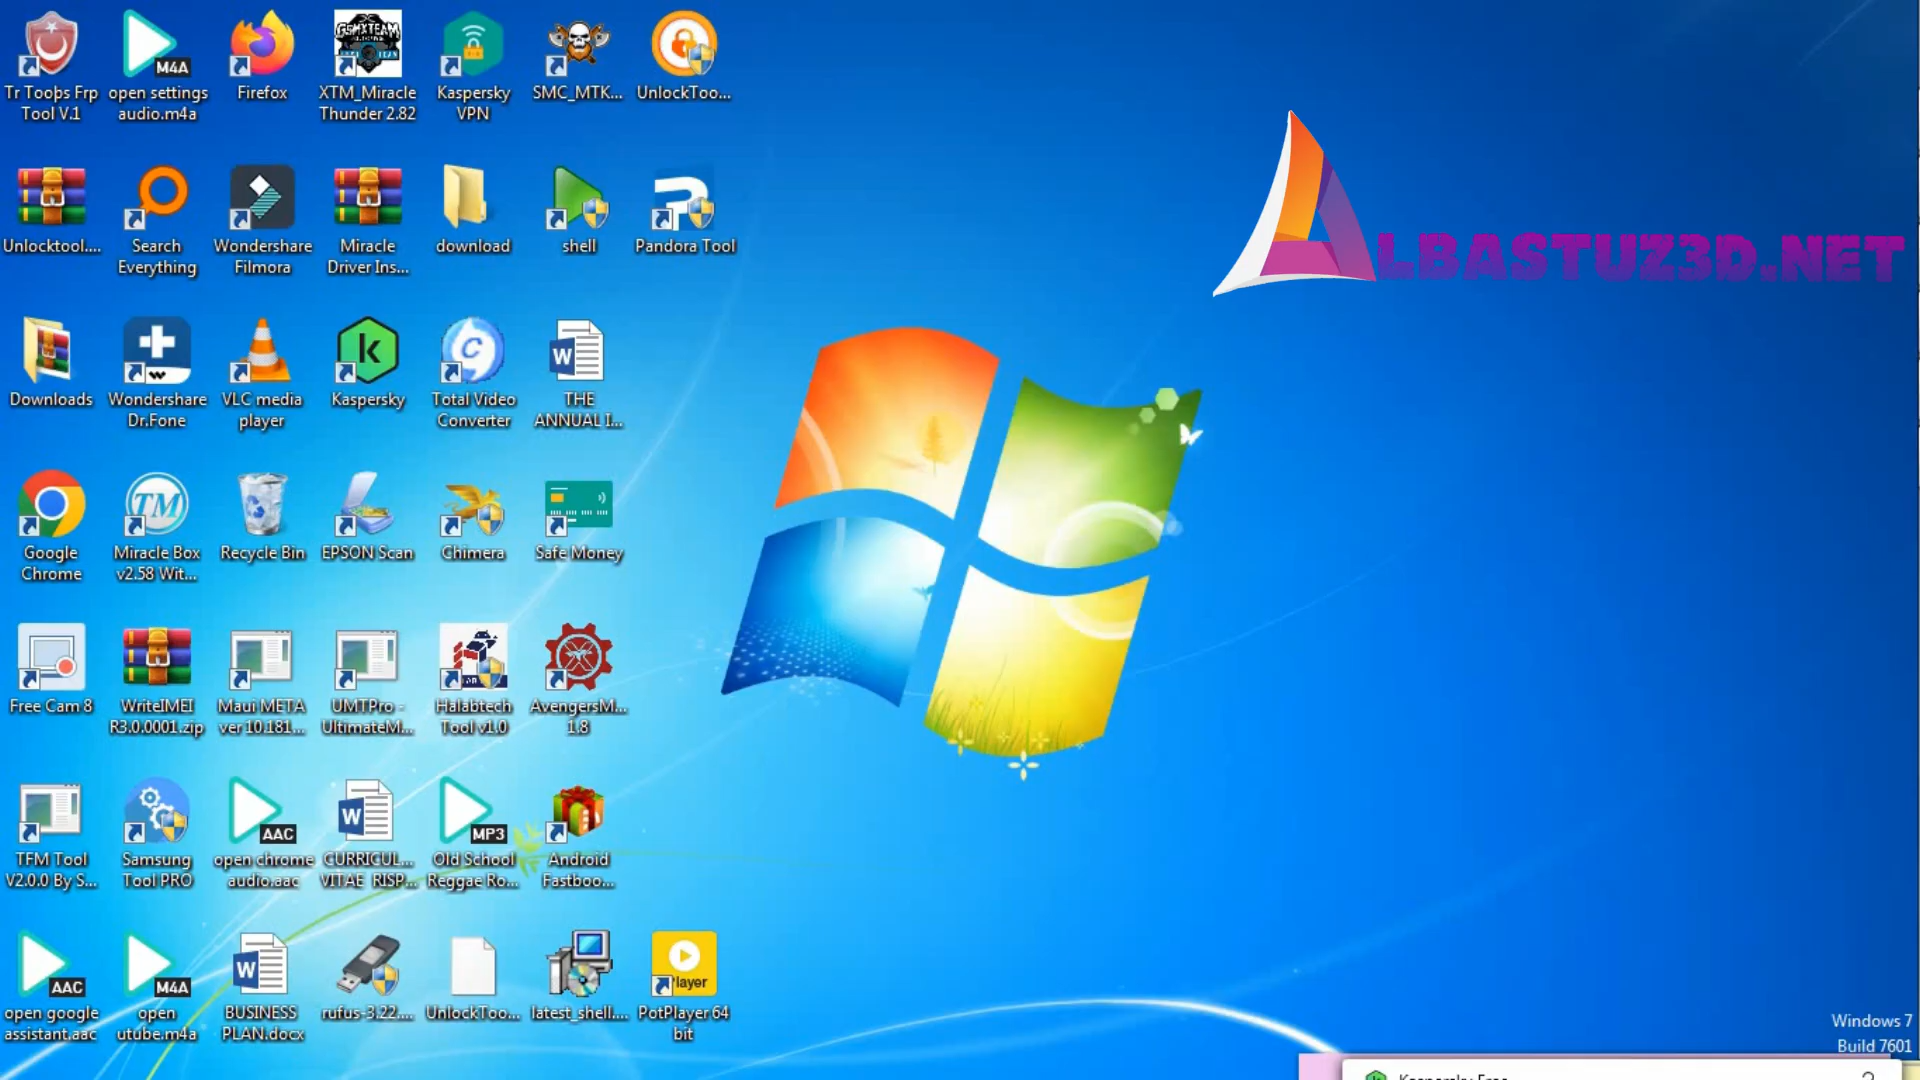 Tr Tools Frp
Tool V.1
M4A
open settings
audio.m4a
Firefox
GSMXTEAM
XTM_Miracle
Thunder 2.82
Kaspersky
VPN
SMC_MTK...
UnlockToo...
Unlocktool....
Search
Everything
Wondershare
Filmora
Miracle
Driver Ins...
download
shell
Pandora Tool
ALBASTUZ3D.NET
Downloads
Wondershare
Dr.Fone
VLC media
player
k
Kaspersky
C
Total Video
Converter
W
THE
ANNUAL I...
Google
Chrome
TM
Miracle Box
v2.58 Wit...
Recycle Bin
EPSON Scan
Chimera
Safe Money
Free Cam 8
WriteIMEI
R3.0.0001.zip
Maui META
ver 10.181...
UMTPro -
UltimateM...
Halabtech
Tool v1.0
AvengersM...
1.8
TFM Tool
V2.0.0 By S...
Samsung
Tool PRO
AAC
open chrome
audio.aac
W
CURRICUL...
VITAE RISP...
MP3
Old School
Reggae Ro...
Android
Fastboo...
AAC
open google
assistant.aac
M4A
open
utube.m4a
W
BUSINESS
PLAN.docx
rufus-3.22....
UnlockToo...
latest_shell....
Player
PotPlayer 64
bit
Windows 7
Build 7601
Kaspersky Free
?